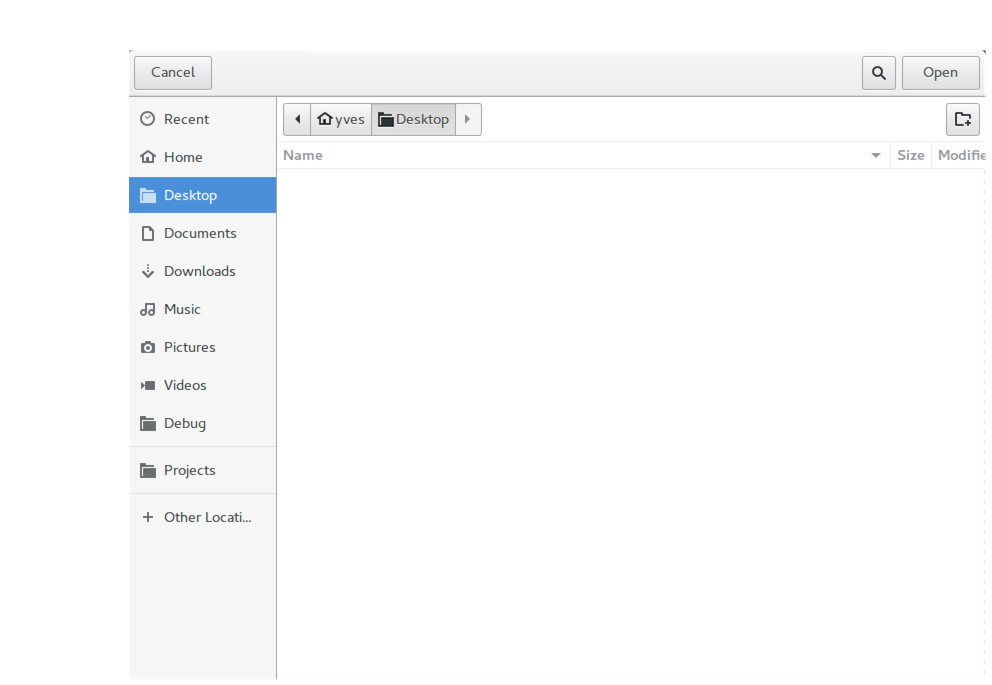 Cancel Open
Recent
Home
Desktop
Documents
Downloads
Music
Pictures
Videos
Debug
Projects
Other Locati...
yves Desktop
Name Size Modifie